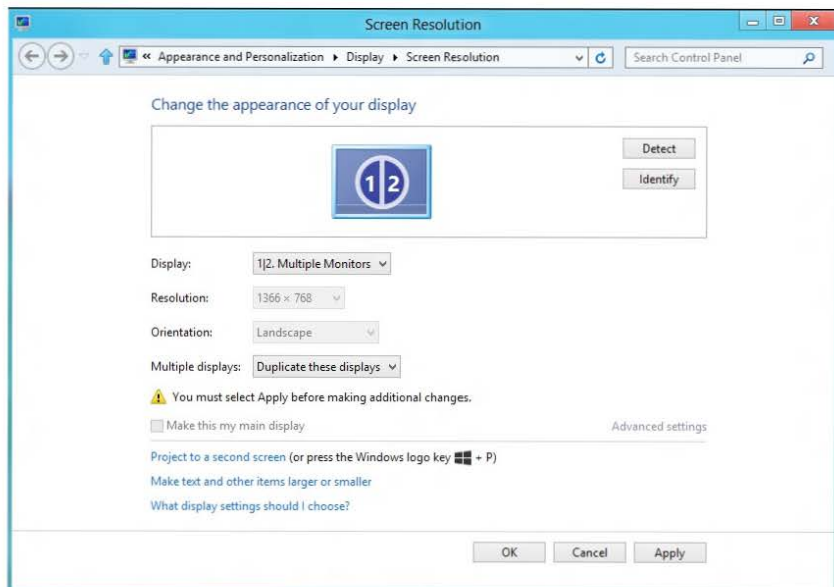 Screen Resolution
« Appearance and Personalization Display Screen Resolution
Search Control Panel
Change the appearance of your display
1 2
Detect
Identify
Display: 1|2. Multiple Monitors
Resolution: 1366 × 768
Orientation: Landscape
Multiple displays: Duplicate these displays
You must select Apply before making additional changes.
Make this my main display Advanced settings
Project to a second screen (or press the Windows logo key + P)
Make text and other items larger or smaller
What display settings should I choose?
OK Cancel Apply